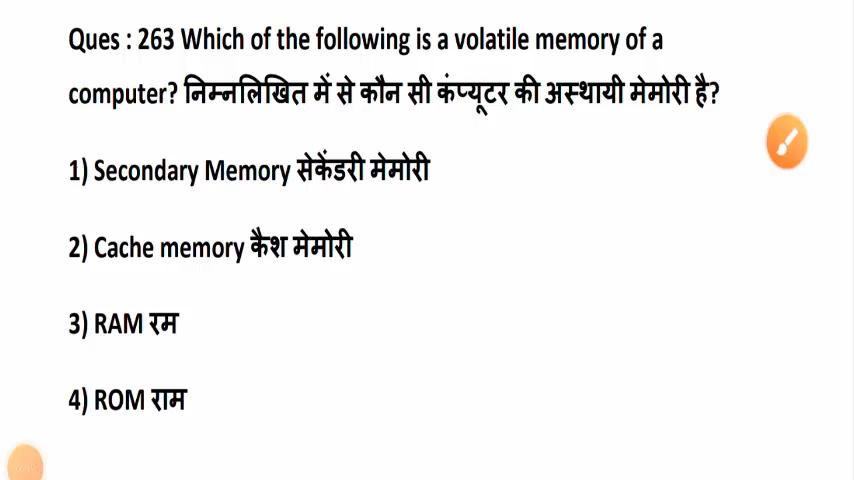 Ques : 263 Which of the following is a volatile memory of a
computer? निम्नलिखित में से कौन सी कंप्यूटर की अस्थायी मेमोरी है?
1) Secondary Memory सेकेंडरी मेमोरी
2) Cache memory कैश मेमोरी
3) RAM रम
4) ROM राम